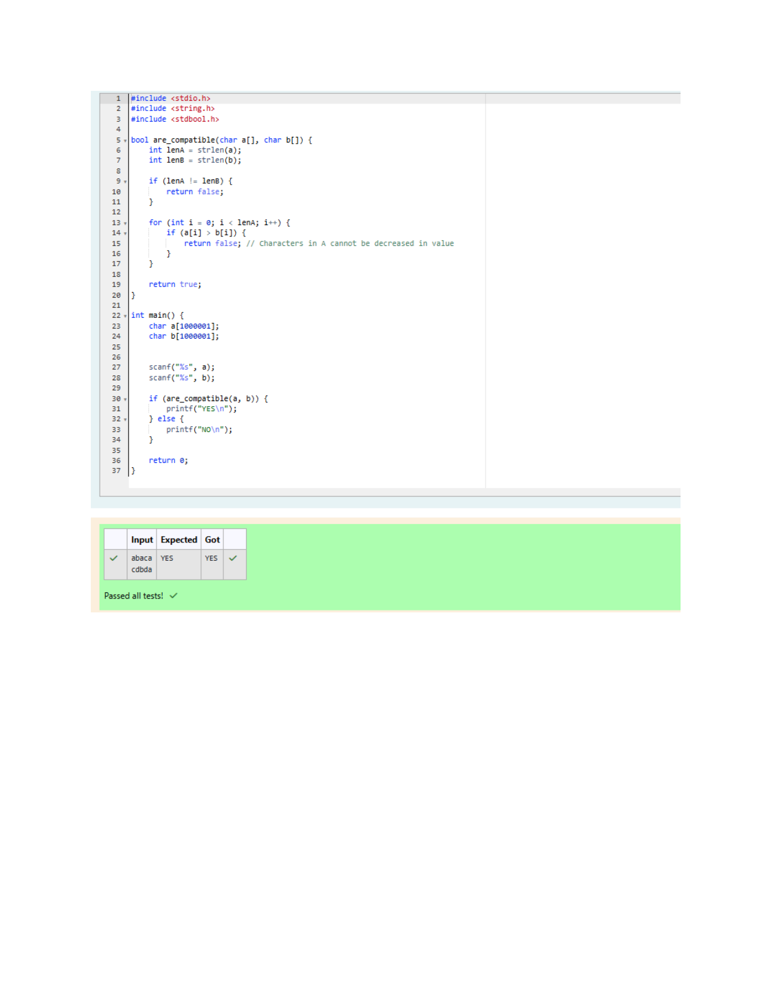 1 #include <stdio.h>
2 #include <string.h>
3 #include <stdbool.h>
4
5 bool are_compatible(char a[], char b[]) {
6     int lenA = strlen(a);
7     int lenB = strlen(b);
8
9     if (lenA != lenB) {
10         return false;
11     }
12
13     for (int i = 0; i < lenA; i++) {
14         if (a[i] > b[i]) {
15             return false; // Characters in A cannot be decreased in value
16         }
17     }
18
19     return true;
20 }
21
22 int main() {
23     char a[1000001];
24     char b[1000001];
25
26
27     scanf("%s", a);
28     scanf("%s", b);
29
30     if (are_compatible(a, b)) {
31         printf("YES\n");
32     } else {
33         printf("NO\n");
34     }
35
36     return 0;
37 }
Input Expected Got
abaca YES YES
cdbda
Passed all tests!